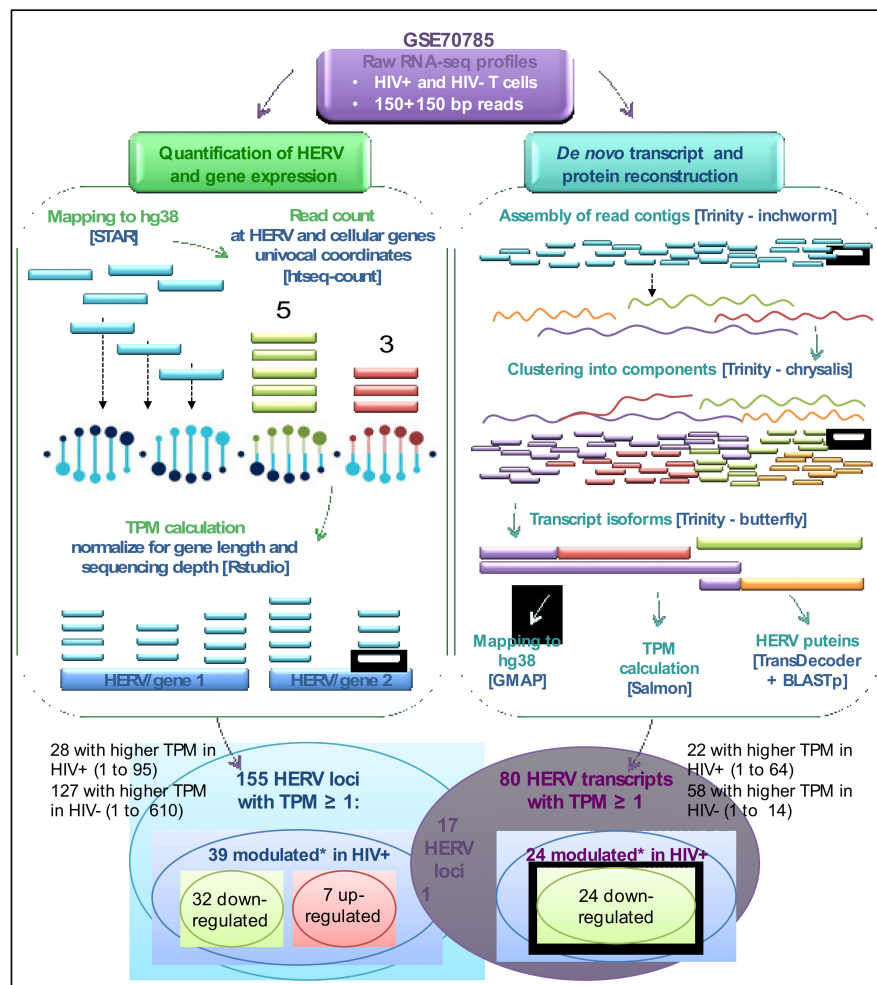 GSE70785
Raw RNA-seq profiles
• HIV+ and HIV- T cells
• 150+150 bp reads
Quantification of HERV
and gene expression
Mapping to hg38
[STAR]
Read count
at HERV and cellular genes
univocal coordinates
[htseq-count]
5
3
TPM calculation
normalize for gene length and
sequencing depth [Rstudio]
HERV/gene 1
HERV/gene 2
De novo transcript and
protein reconstruction
Assembly of read contigs [Trinity - inchworm]
Clustering into components [Trinity - chrysalis]
Transcript isoforms [Trinity - butterfly]
Mapping to
hg38
[GMAP]
TPM
calculation
[Salmon]
HERV puteins
[TransDecoder
+ BLASTp]
28 with higher TPM in
HIV+ (1 to 95)
127 with higher TPM
in HIV- (1 to 610)
155 HERV loci
with TPM ≥ 1:
39 modulated* in HIV+
32 down-
regulated
7 up-
regulated
17
HERV
loci
1
80 HERV transcripts
with TPM ≥ 1
22 with higher TPM in
HIV+ (1 to 64)
58 with higher TPM in
HIV- (1 to 14)
24 modulated* in HIV+
24 down-
regulated